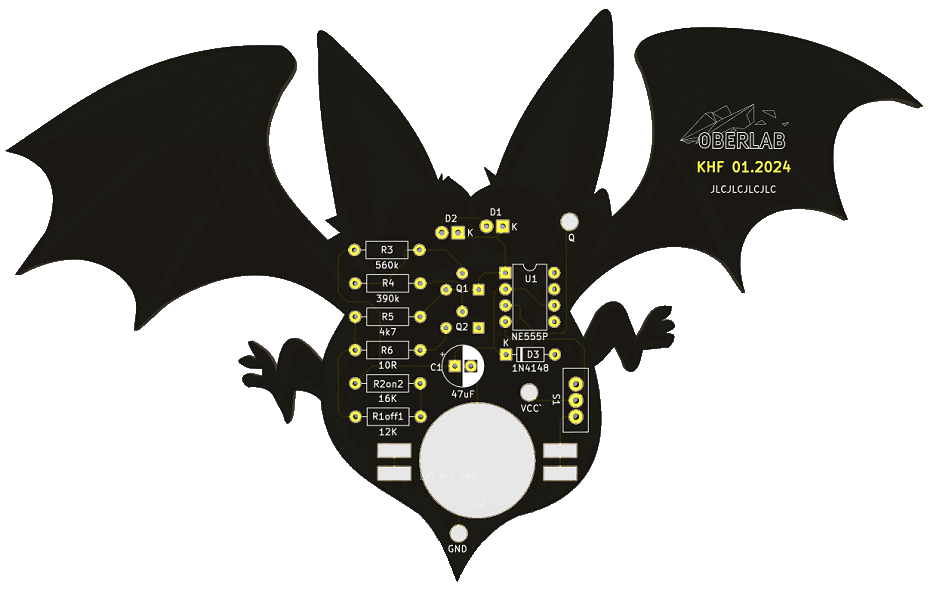 OBERLAB
KHF 01.2024
JLCJLCJLCJLC
D2
K
D1
K
Q
R3
560k
R4
390k
R5
4k7
R6
10R
R2on2
16K
R1off1
12K
Q1
Q2
U1
NE555P
K
D3
1N4148
+
C1
47uF
VCC
S1
GND